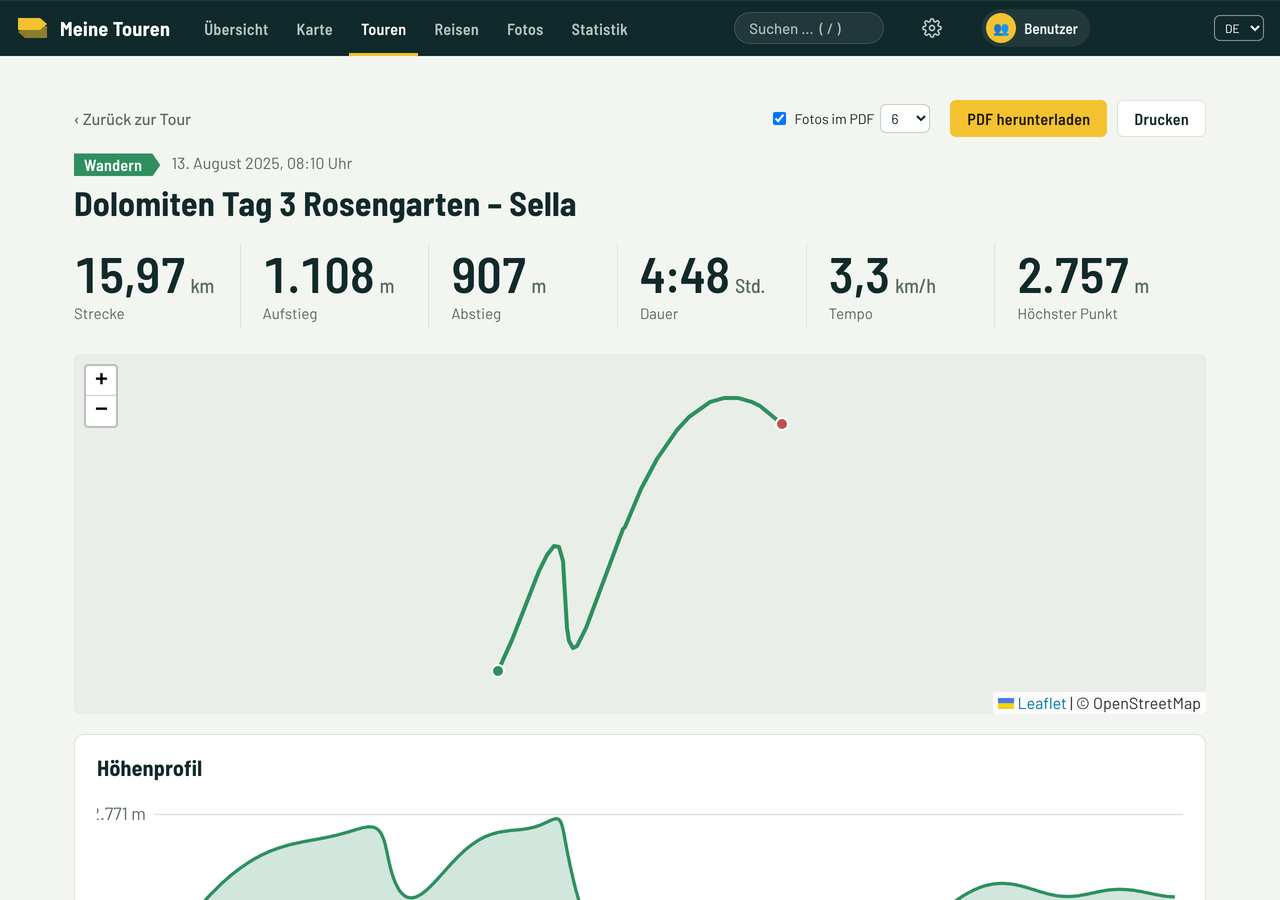 Meine Touren Übersicht Karte Touren Reisen Fotos Statistik Suchen ... ( / ) Benutzer DE
‹ Zurück zur Tour Fotos im PDF 6 PDF herunterladen Drucken
Wandern 13. August 2025, 08:10 Uhr
Dolomiten Tag 3 Rosengarten – Sella
15,97 km 1.108 m 907 m 4:48 Std. 3,3 km/h 2.757 m
Strecke Aufstieg Abstieg Dauer Tempo Höchster Punkt
+
−
Leaflet | © OpenStreetMap
Höhenprofil
.771 m